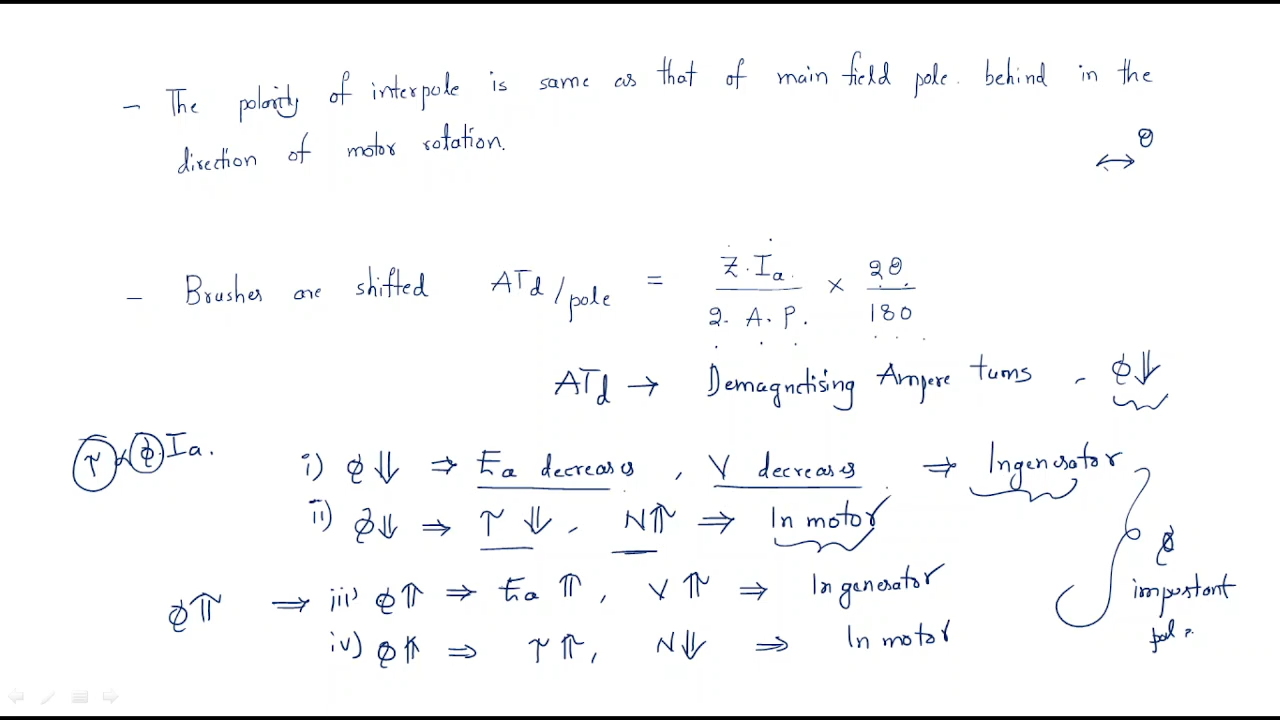 - The polarity of interpole is same as that of main field pole. behind in the
direction of motor rotation.
↔ θ
- Brushes are shifted ATd/pole = Z.Ia / 2.A.P. × 2θ / 180
ATd → Demagnetising Ampere turns - ϕ⇓
τ ∝ ϕ.Ia.
i) ϕ⇓ ⇒ Ea decreases, V decreases ⇒ In generator
ii) ϕ⇓ ⇒ τ⇓, N⇑ ⇒ In motor
ϕ⇑ ⇒ iii) ϕ⇑ ⇒ Ea⇑, V⇑ ⇒ In generator
iv) ϕ⇑ ⇒ τ⇑, N⇓ ⇒ In motor
ϕ
important